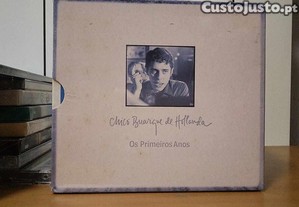 CustoJusto.pt
Chico Buarque de Hollanda
Os Primeiros Anos